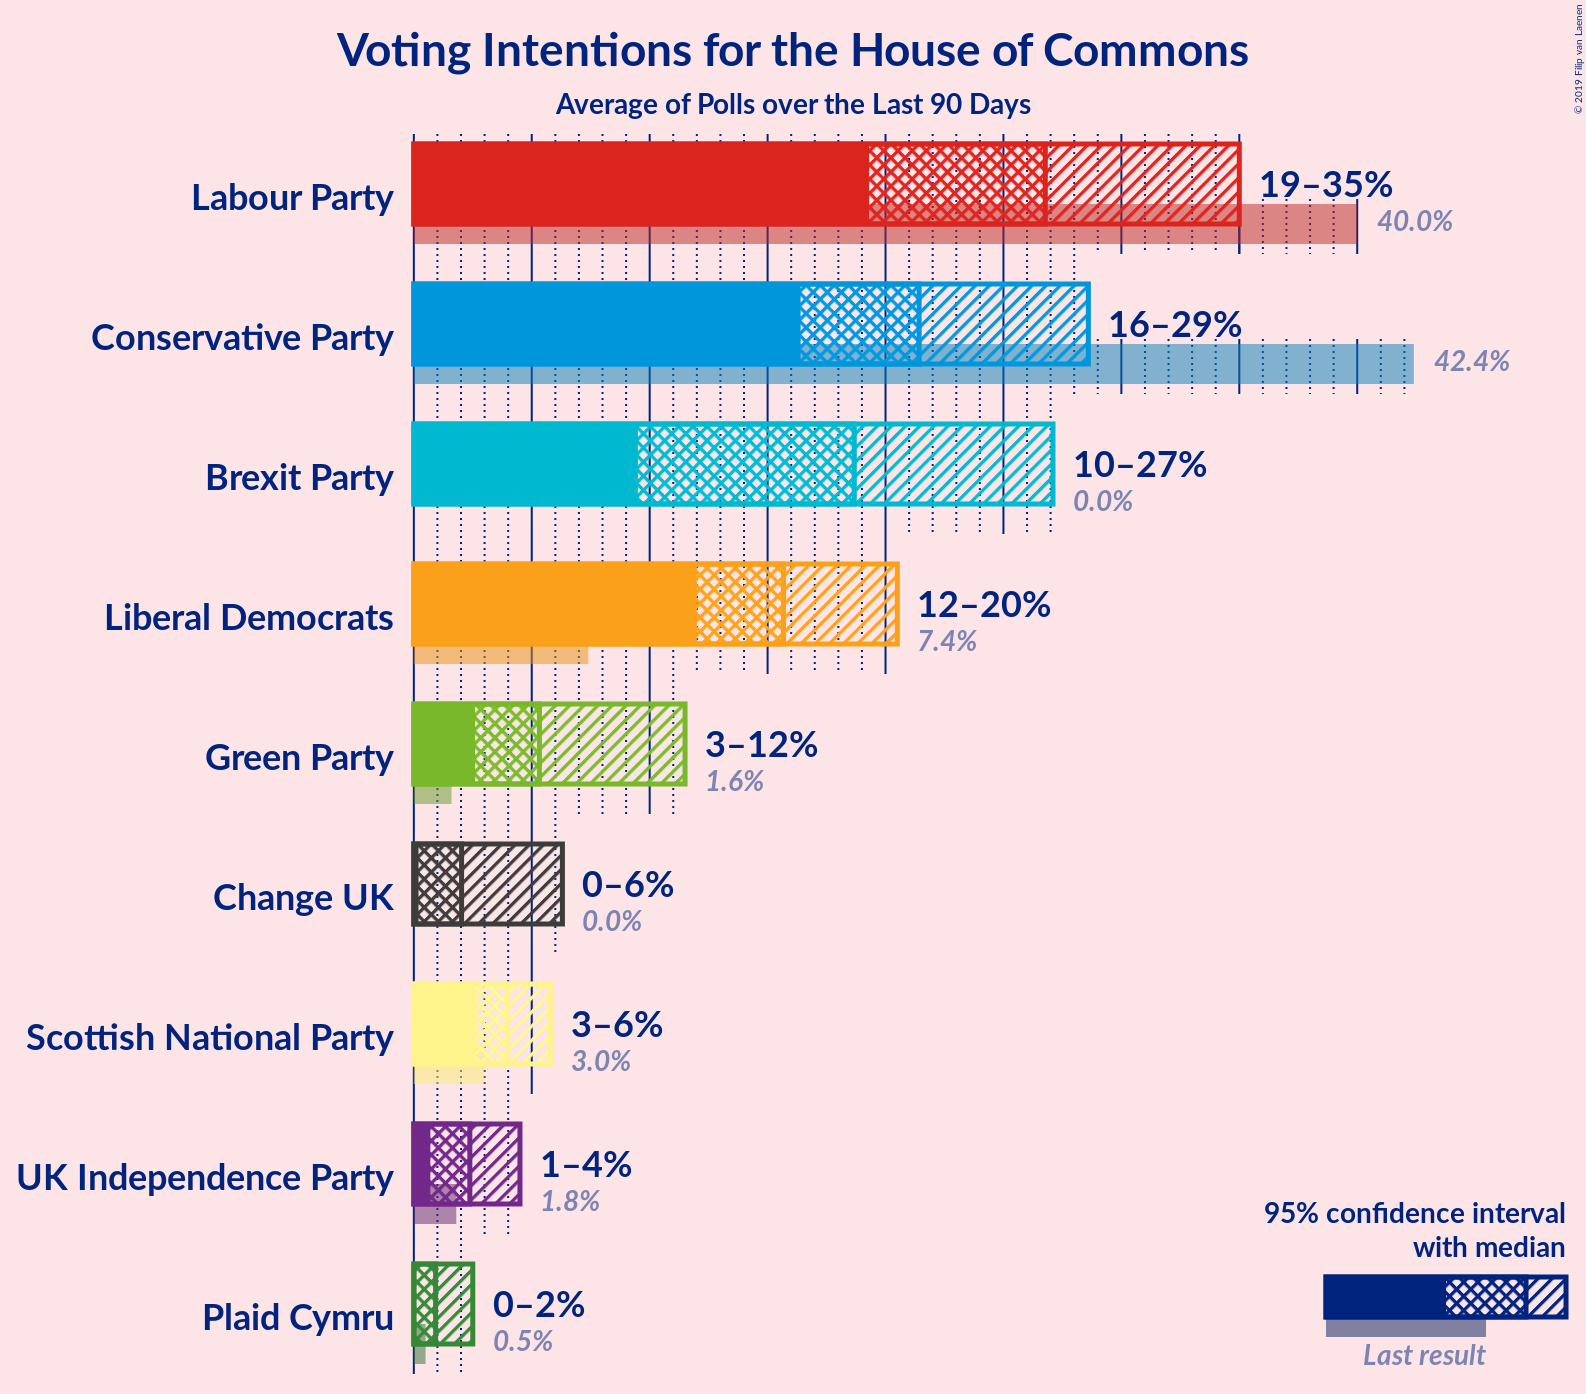 Voting Intentions for the House of Commons
Average of Polls over the Last 90 Days
© 2019 Filip van Laenen
Labour Party
19–35%
40.0%
Conservative Party
16–29%
42.4%
Brexit Party
10–27%
0.0%
Liberal Democrats
12–20%
7.4%
Green Party
3–12%
1.6%
Change UK
0–6%
0.0%
Scottish National Party
3–6%
3.0%
UK Independence Party
1–4%
1.8%
Plaid Cymru
0–2%
0.5%
95% confidence interval
with median
Last result